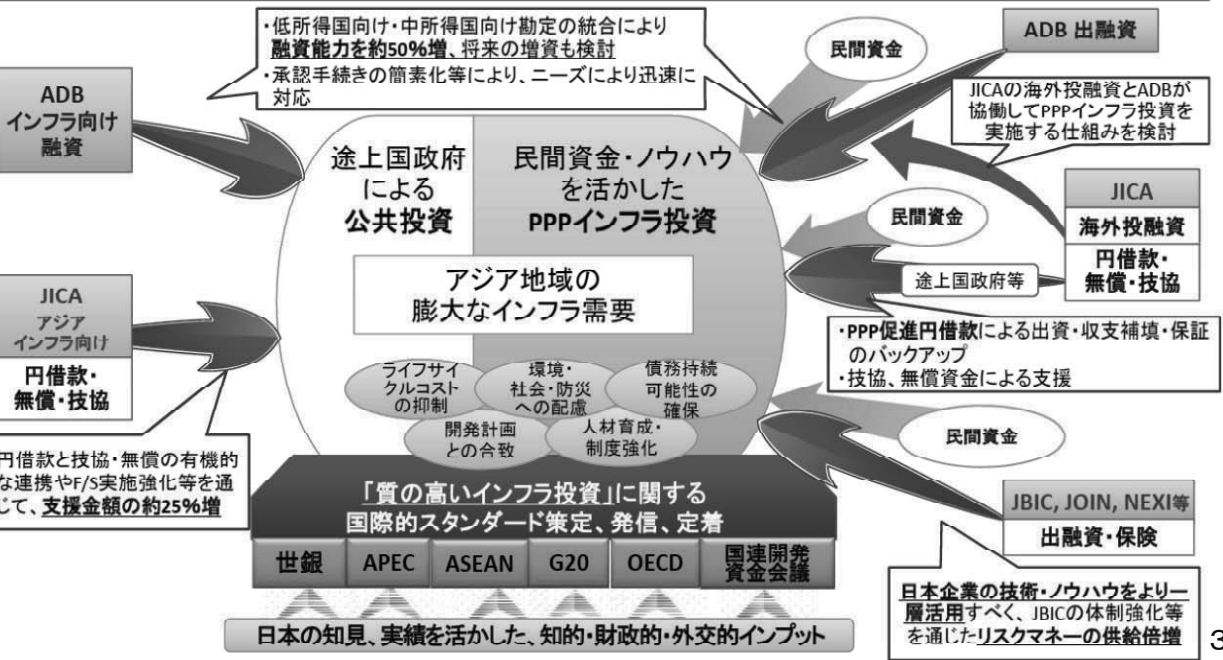 ・低所得国向け・中所得国向け勘定の統合により
融資能力を約50％増、将来の増資も検討
・承認手続きの簡素化等により、ニーズにより迅速に
対応
民間資金
ADB 出融資
ADB
インフラ向け
融資
JICAの海外投融資とADBが
協働してPPPインフラ投資を
実施する仕組みを検討
途上国政府
による
公共投資
民間資金・ノウハウ
を活かした
PPPインフラ投資
JICA
海外投融資
円借款・
無償・技協
民間資金
途上国政府等
アジア地域の
膨大なインフラ需要
JICA
アジア
インフラ向け
円借款・
無償・技協
・PPP促進円借款による出資・収支補填・保証
のバックアップ
・技協、無償資金による支援
ライフサイ
クルコスト
の抑制
環境・
社会・防災
への配慮
債務持続
可能性の
確保
開発計画
との合致
人材育成・
制度強化
民間資金
円借款と技協・無償の有機的
な連携やF/S実施強化等を通
じて、支援金額の約25％増
「質の高いインフラ投資」に関する
国際的スタンダード策定、発信、定着
JBIC, JOIN, NEXI等
出融資・保険
世銀
APEC
ASEAN
G20
OECD
国連開発
資金会議
日本企業の技術・ノウハウをより一
層活用すべく、JBICの体制強化等
を通じたリスクマネーの供給倍増
日本の知見、実績を活かした、知的・財政的・外交的インプット
3